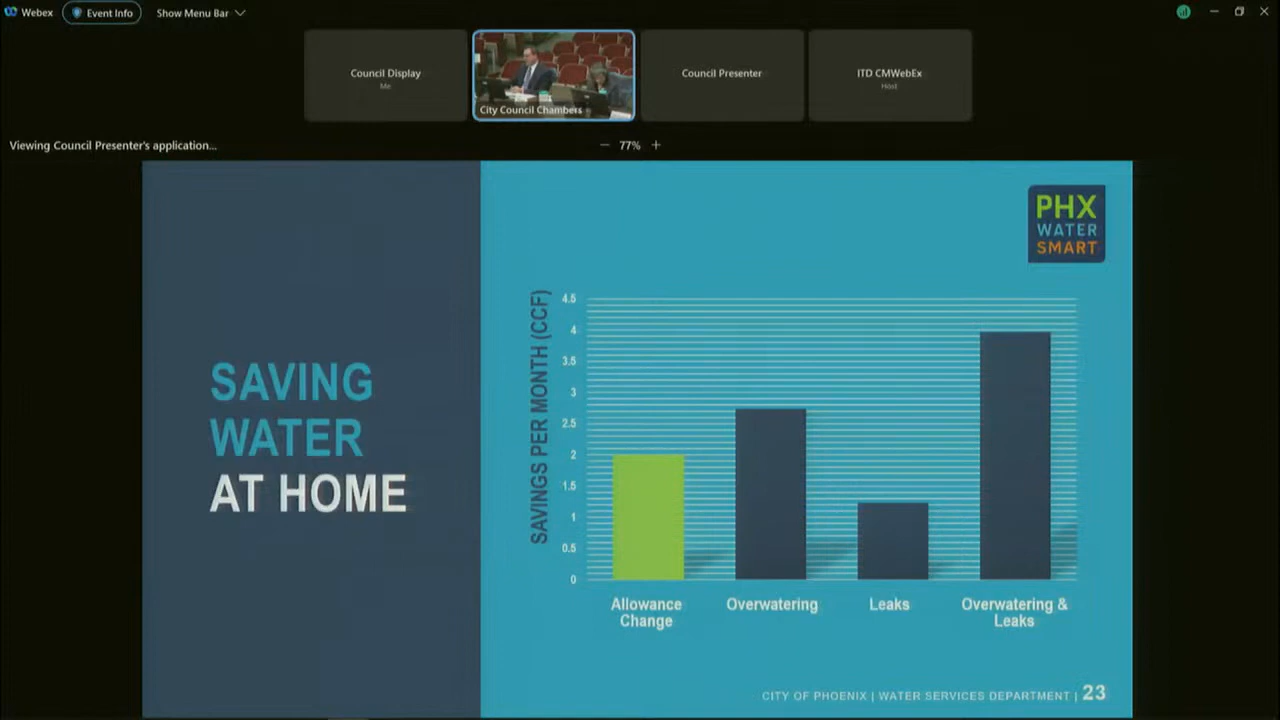 Webex
Event Info
Show Menu Bar
Council Display
Me
City Council Chambers
Council Presenter
ITD CMWebEx
Host
Viewing Council Presenter's application...
77%
PHX
WATER
SMART
SAVING
WATER
AT HOME
SAVINGS PER MONTH (CCF)
4.5
4
3.5
3
2.5
2
1.5
1
0.5
0
Allowance
Change
Overwatering
Leaks
Overwatering &
Leaks
CITY OF PHOENIX | WATER SERVICES DEPARTMENT | 23